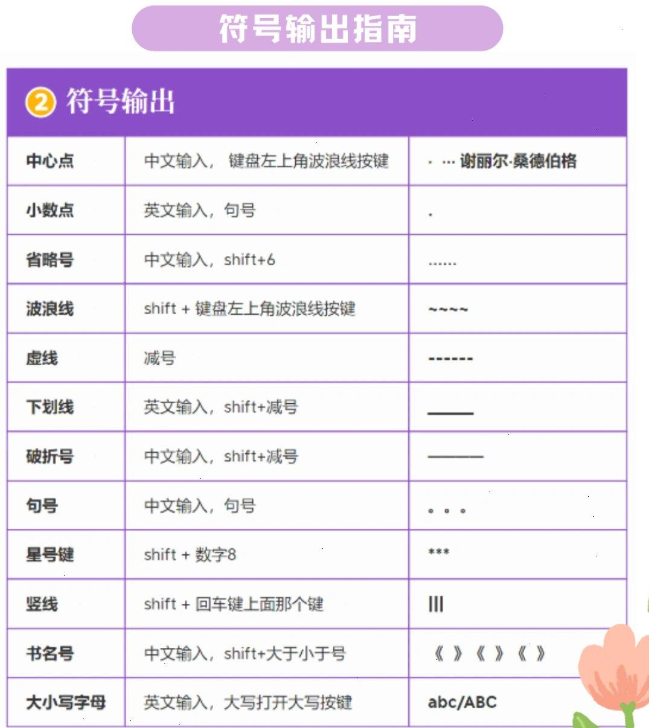 符号输出指南
2 符号输出
中心点 中文输入， 键盘左上角波浪线按键 · ··· 谢丽尔·桑德伯格
小数点 英文输入，句号 .
省略号 中文输入，shift+6 ……
波浪线 shift + 键盘左上角波浪线按键 ~~~~
虚线 减号 ------
下划线 英文输入，shift+减号 _____
破折号 中文输入，shift+减号 ————
句号 中文输入，句号 。。。
星号键 shift + 数字8 ***
竖线 shift + 回车键上面那个键 |||
书名号 中文输入，shift+大于小于号 《 》《 》《 》
大小写字母 英文输入，大写打开大写按键 abc/ABC